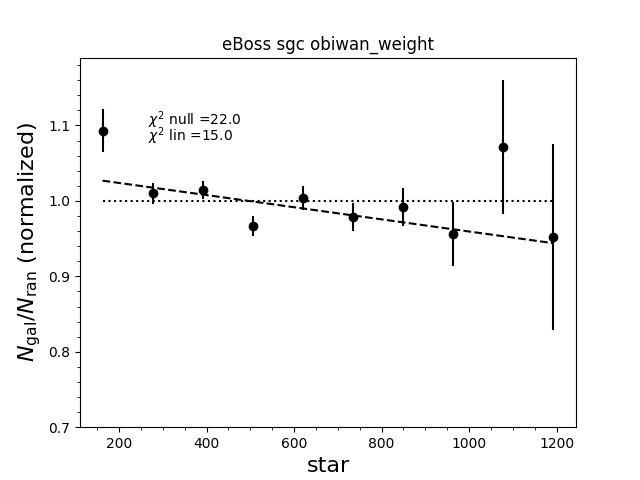 eBoss sgc obiwan_weight
χ² null =22.0
χ² lin =15.0
1.1
1.0
0.9
0.8
0.7
N_gal/N_ran (normalized)
200 400 600 800 1000 1200
star